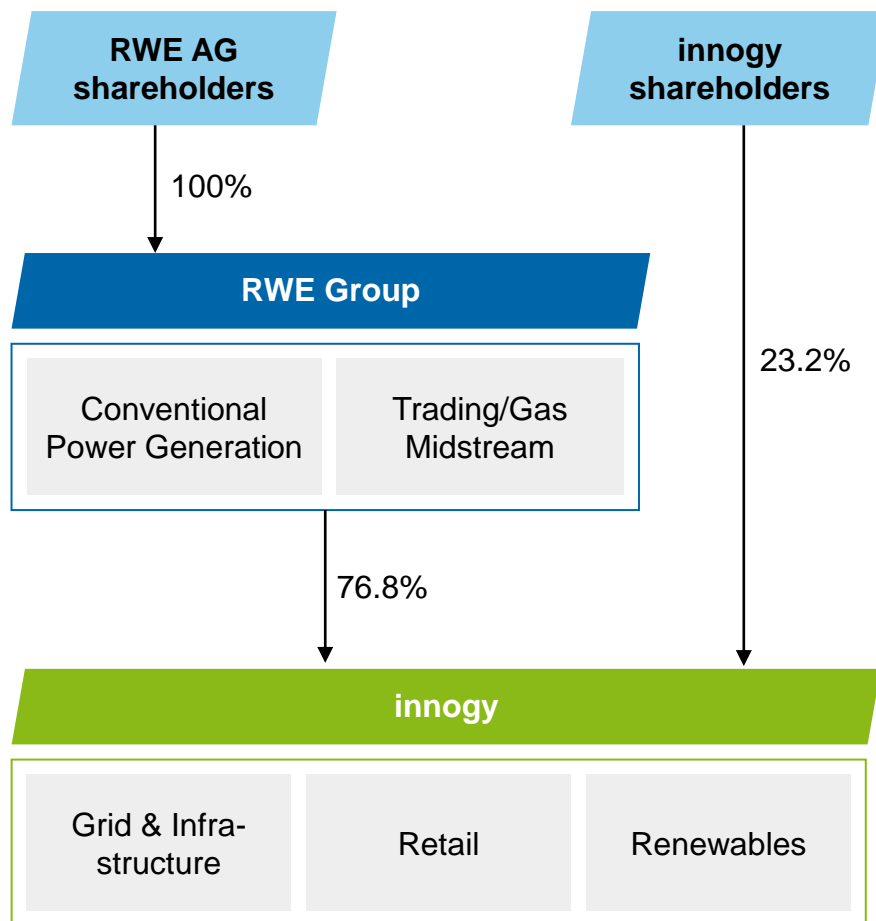 RWE AG
shareholders
innogy
shareholders
100%
RWE Group
23.2%
Conventional
Power Generation
Trading/Gas
Midstream
76.8%
innogy
Grid & Infra-
structure
Retail
Renewables